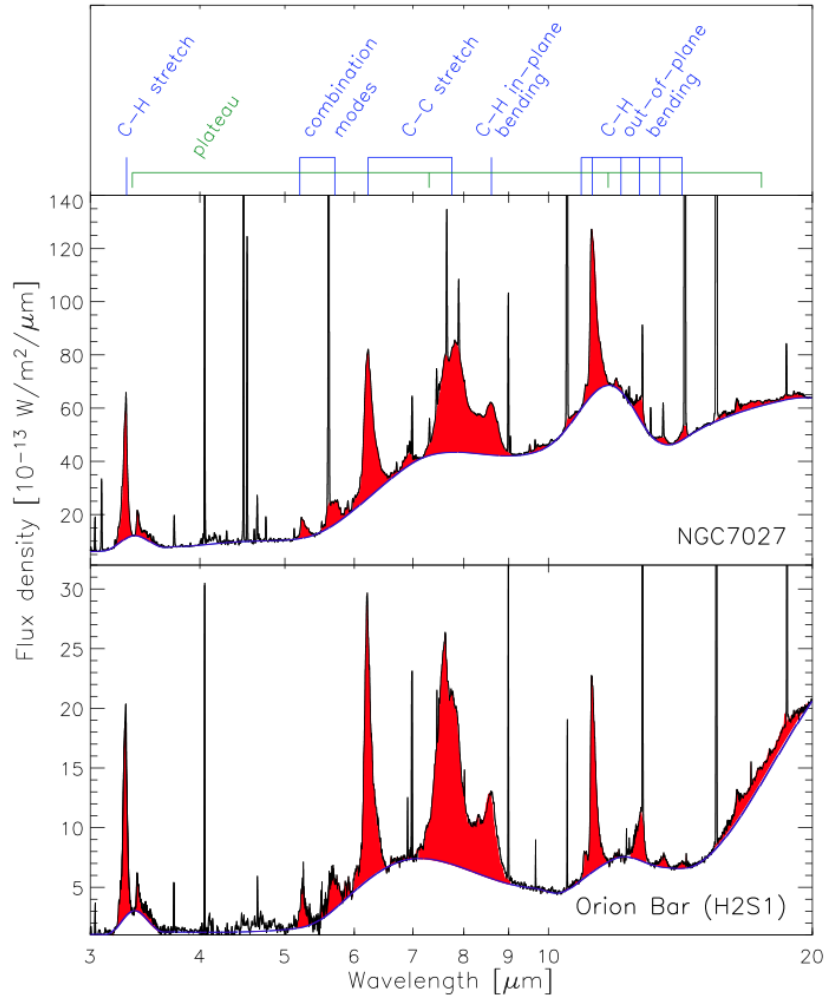 C-H stretch
plateau
combination
modes
C-C stretch
C-H in-plane
bending
C-H
out-of-plane
bending
140
120
100
80
60
40
20
NGC7027
Flux density [10⁻¹³ W/m²/μm]
30
25
20
15
10
5
Orion Bar (H2S1)
3 4 5 6 7 8 9 10 20
Wavelength [μm]